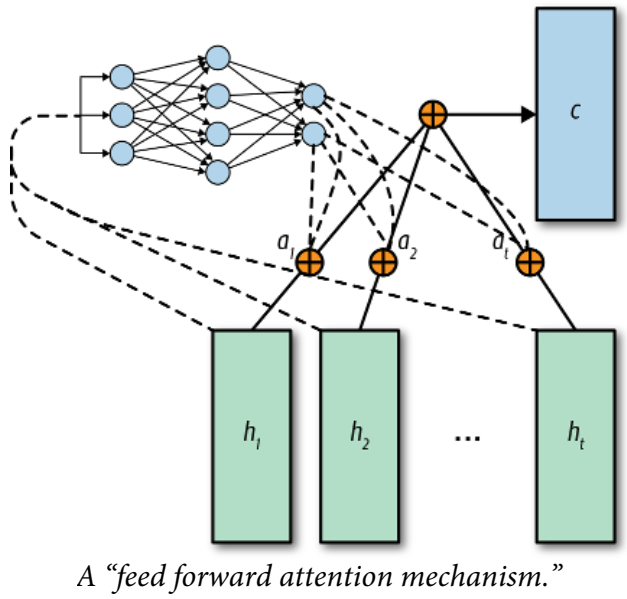 c
a₁ a₂ aₜ
h₁ h₂ ... hₜ
A “feed forward attention mechanism.”